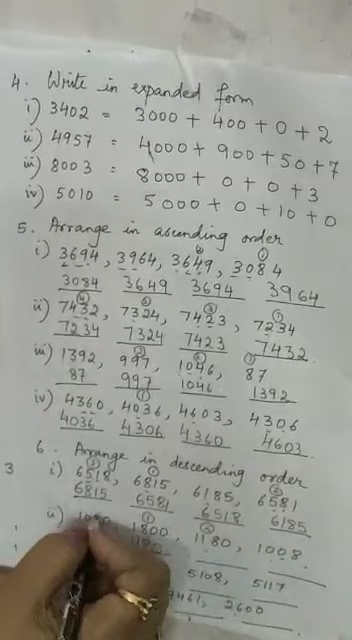 4. Write in expanded form
i) 3402 = 3000 + 400 + 0 + 2
ii) 4957 = 4000 + 900 + 50 + 7
iii) 8003 = 8000 + 0 + 0 + 3
iv) 5010 = 5000 + 0 + 10 + 0
5. Arrange in ascending order
i) 3694, 3964, 3649, 3084
3084 3649 3694 3964
ii) 7432, 7324, 7423, 7234
7234 7324 7423 7432
iii) 1392, 997, 1046, 87
87 997 1046 1392
iv) 4360, 4036, 4603, 4306
4036 4306 4360 4603
6. Arrange in descending order
3
i) 6518, 6815, 6185, 6581
6815 6581 6518 6185
ii) 1800, 1180, 1008
5108, 5117
7461, 2600